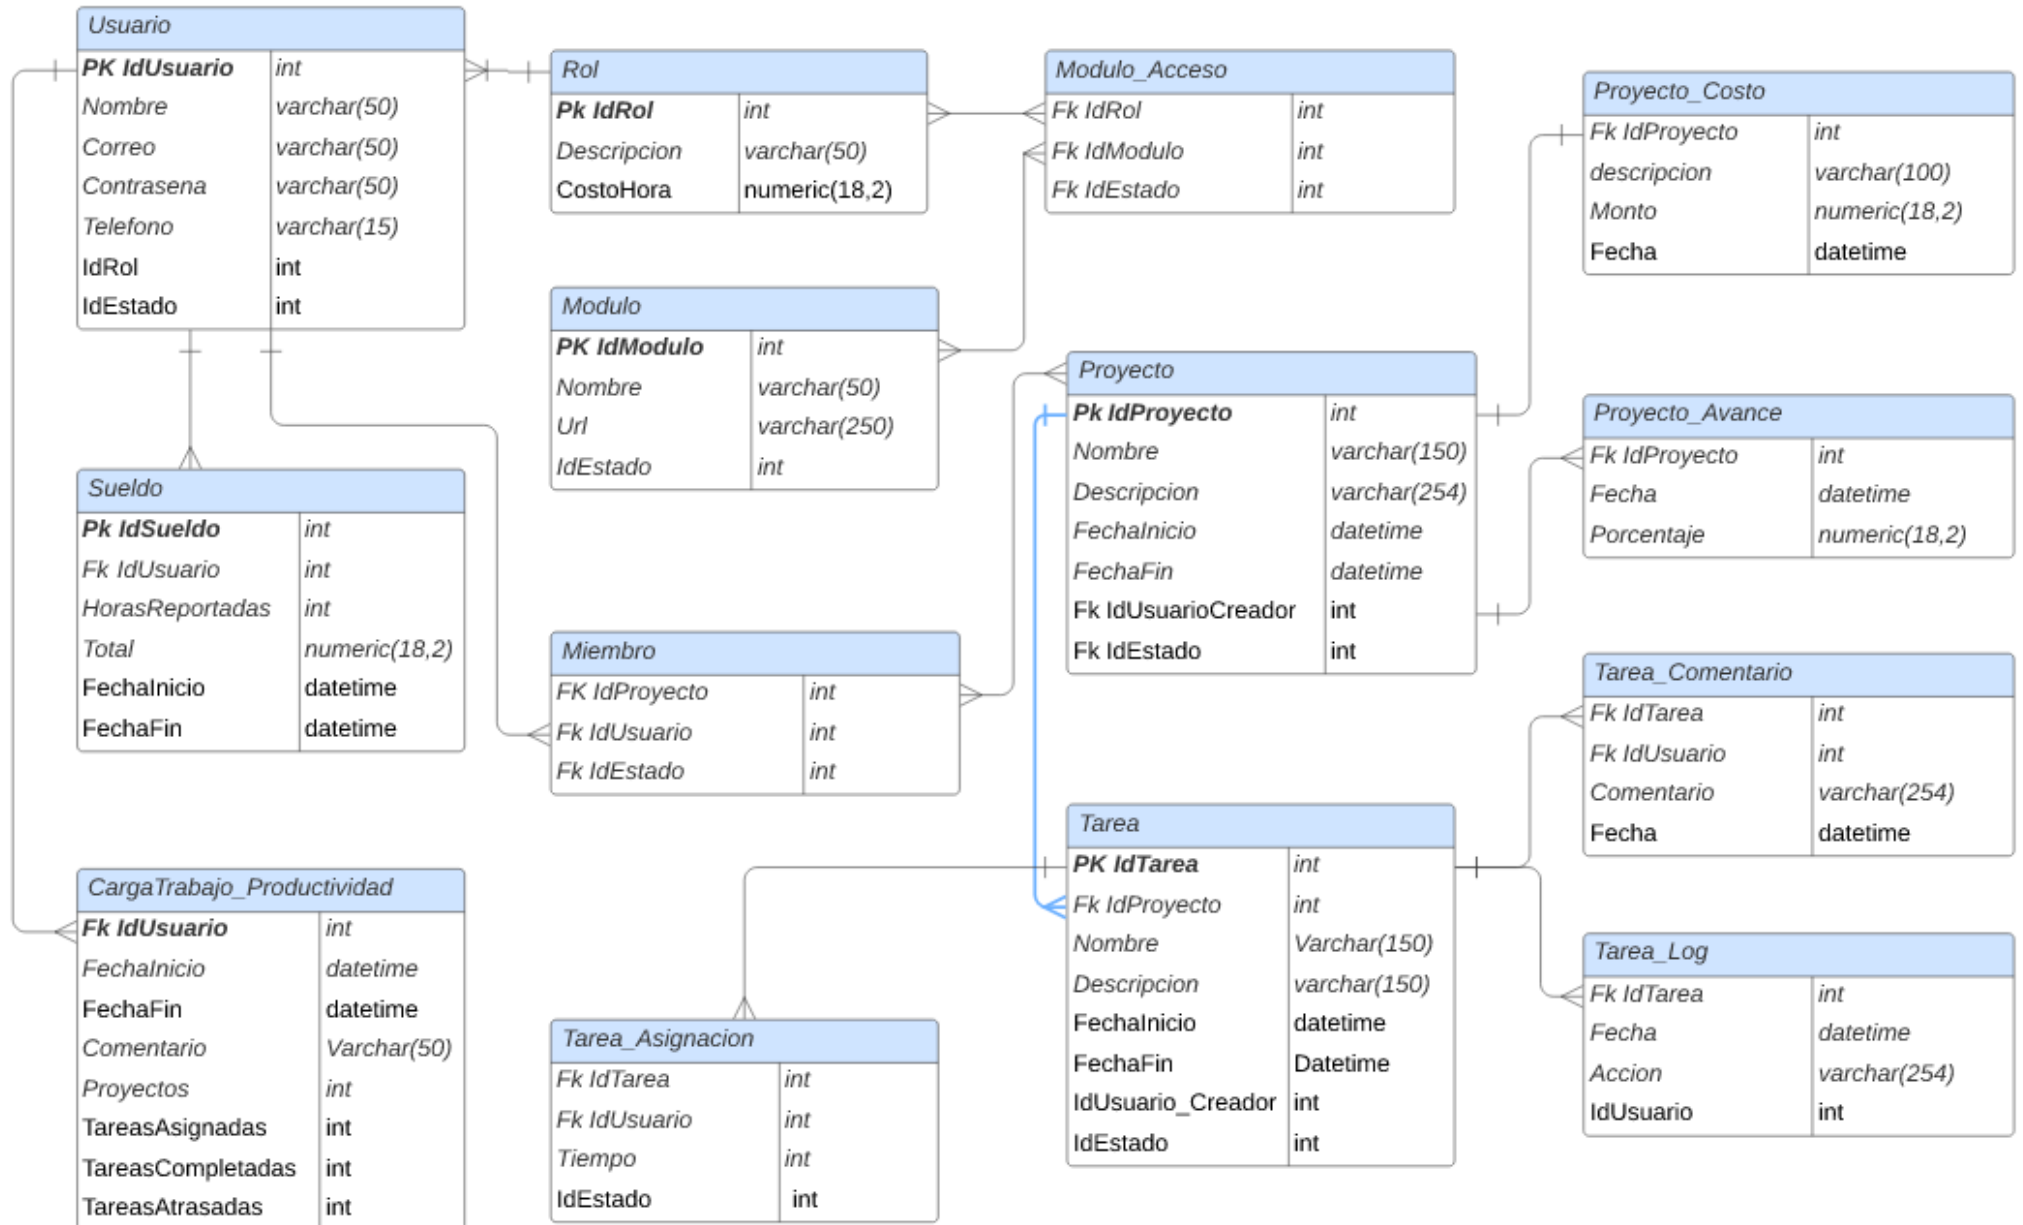 Usuario
PK IdUsuario int
Nombre varchar(50)
Correo varchar(50)
Contrasena varchar(50)
Telefono varchar(15)
IdRol int
IdEstado int
Rol
Pk IdRol int
Descripcion varchar(50)
CostoHora numeric(18,2)
Modulo_Acceso
Fk IdRol int
Fk IdModulo int
Fk IdEstado int
Proyecto_Costo
Fk IdProyecto int
descripcion varchar(100)
Monto numeric(18,2)
Fecha datetime
Modulo
PK IdModulo int
Nombre varchar(50)
Url varchar(250)
IdEstado int
Proyecto
Pk IdProyecto int
Nombre varchar(150)
Descripcion varchar(254)
FechaInicio datetime
FechaFin datetime
Fk IdUsuarioCreador int
Fk IdEstado int
Proyecto_Avance
Fk IdProyecto int
Fecha datetime
Porcentaje numeric(18,2)
Sueldo
Pk IdSueldo int
Fk IdUsuario int
HorasReportadas int
Total numeric(18,2)
FechaInicio datetime
FechaFin datetime
Miembro
FK IdProyecto int
Fk IdUsuario int
Fk IdEstado int
Tarea_Comentario
Fk IdTarea int
Fk IdUsuario int
Comentario varchar(254)
Fecha datetime
Tarea
PK IdTarea int
Fk IdProyecto int
Nombre Varchar(150)
Descripcion varchar(150)
FechaInicio datetime
FechaFin Datetime
IdUsuario_Creador int
IdEstado int
CargaTrabajo_Productividad
Fk IdUsuario int
FechaInicio datetime
FechaFin datetime
Comentario Varchar(50)
Proyectos int
TareasAsignadas int
TareasCompletadas int
TareasAtrasadas int
Tarea_Asignacion
Fk IdTarea int
Fk IdUsuario int
Tiempo int
IdEstado int
Tarea_Log
Fk IdTarea int
Fecha datetime
Accion varchar(254)
IdUsuario int